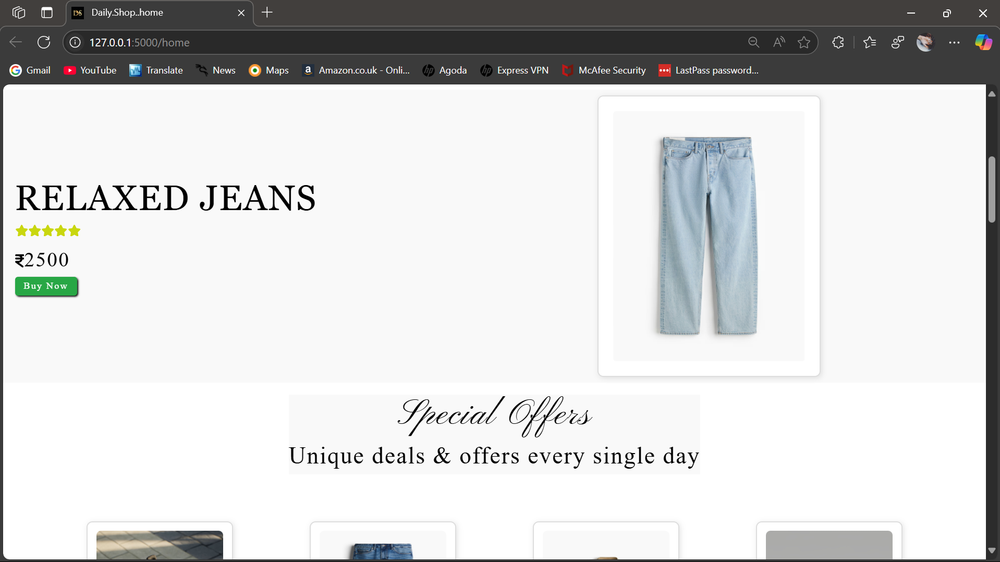 DS Daily.Shop..home
127.0.0.1:5000/home
Gmail YouTube Translate News Maps Amazon.co.uk - Onli... Agoda Express VPN McAfee Security LastPass password...
RELAXED JEANS
₹2500
Buy Now
Special Offers
Unique deals & offers every single day